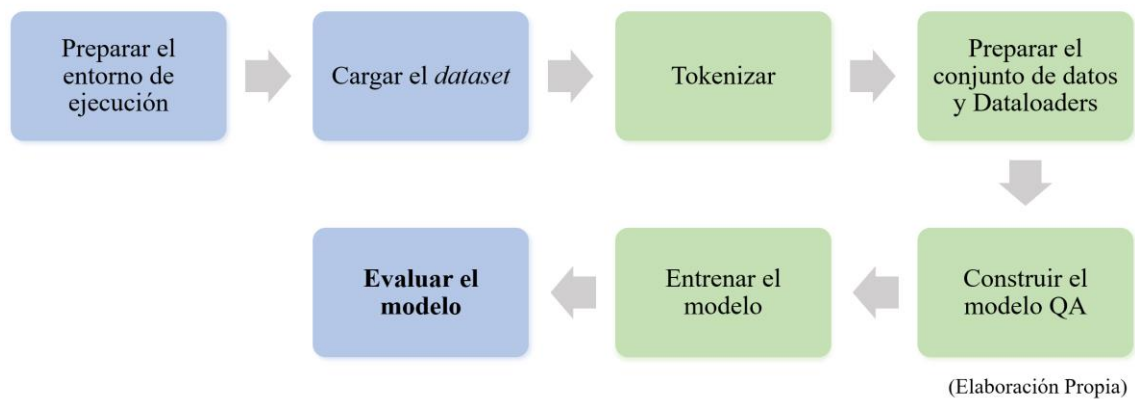 Preparar el
entorno de
ejecución
Cargar el dataset
Tokenizar
Preparar el
conjunto de datos
y Dataloaders
Construir el
modelo QA
Entrenar el
modelo
Evaluar el
modelo
(Elaboración Propia)